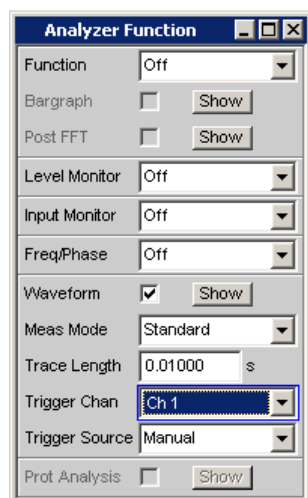 Analyzer Function
Function Off
Bargraph Show
Post FFT Show
Level Monitor Off
Input Monitor Off
Freq/Phase Off
Waveform Show
Meas Mode Standard
Trace Length 0.01000 s
Trigger Chan Ch 1
Trigger Source Manual
Prot Analysis Show